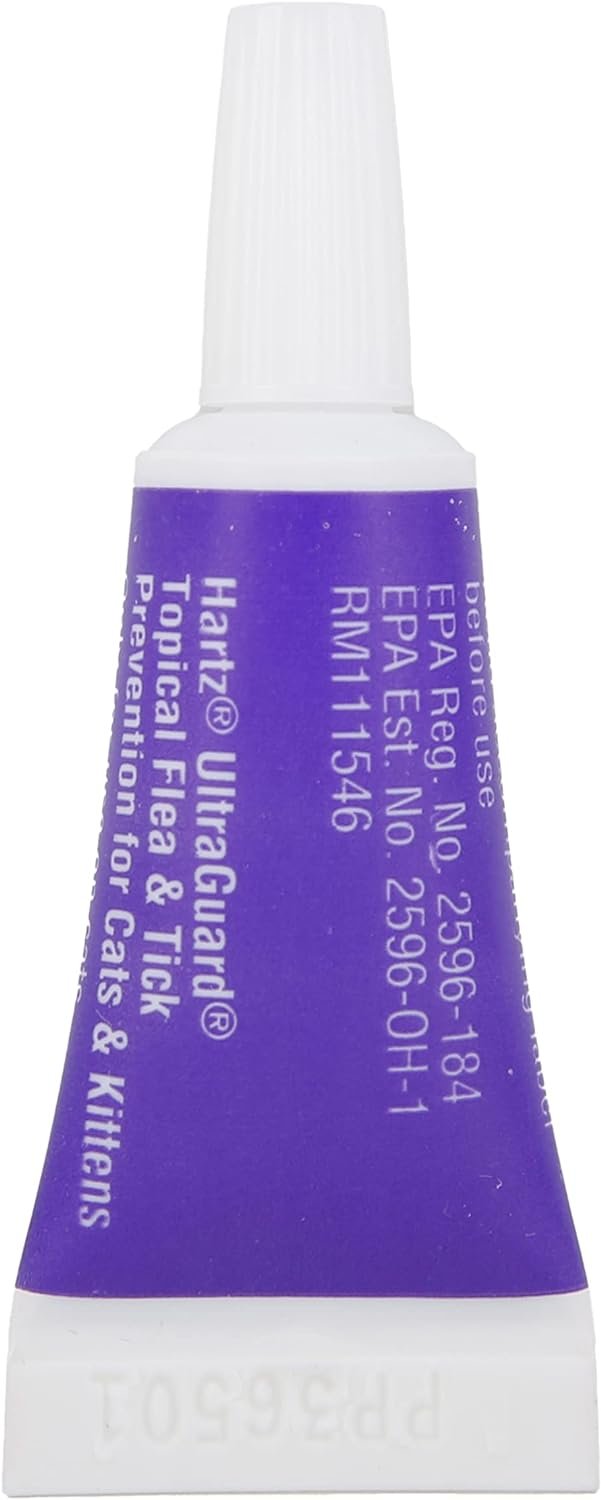 before use
EPA Reg. No. 2596-184
EPA Est. No. 2596-OH-1
RM111546
Hartz® UltraGuard®
Topical Flea & Tick
Prevention for Cats & Kittens
PP36501